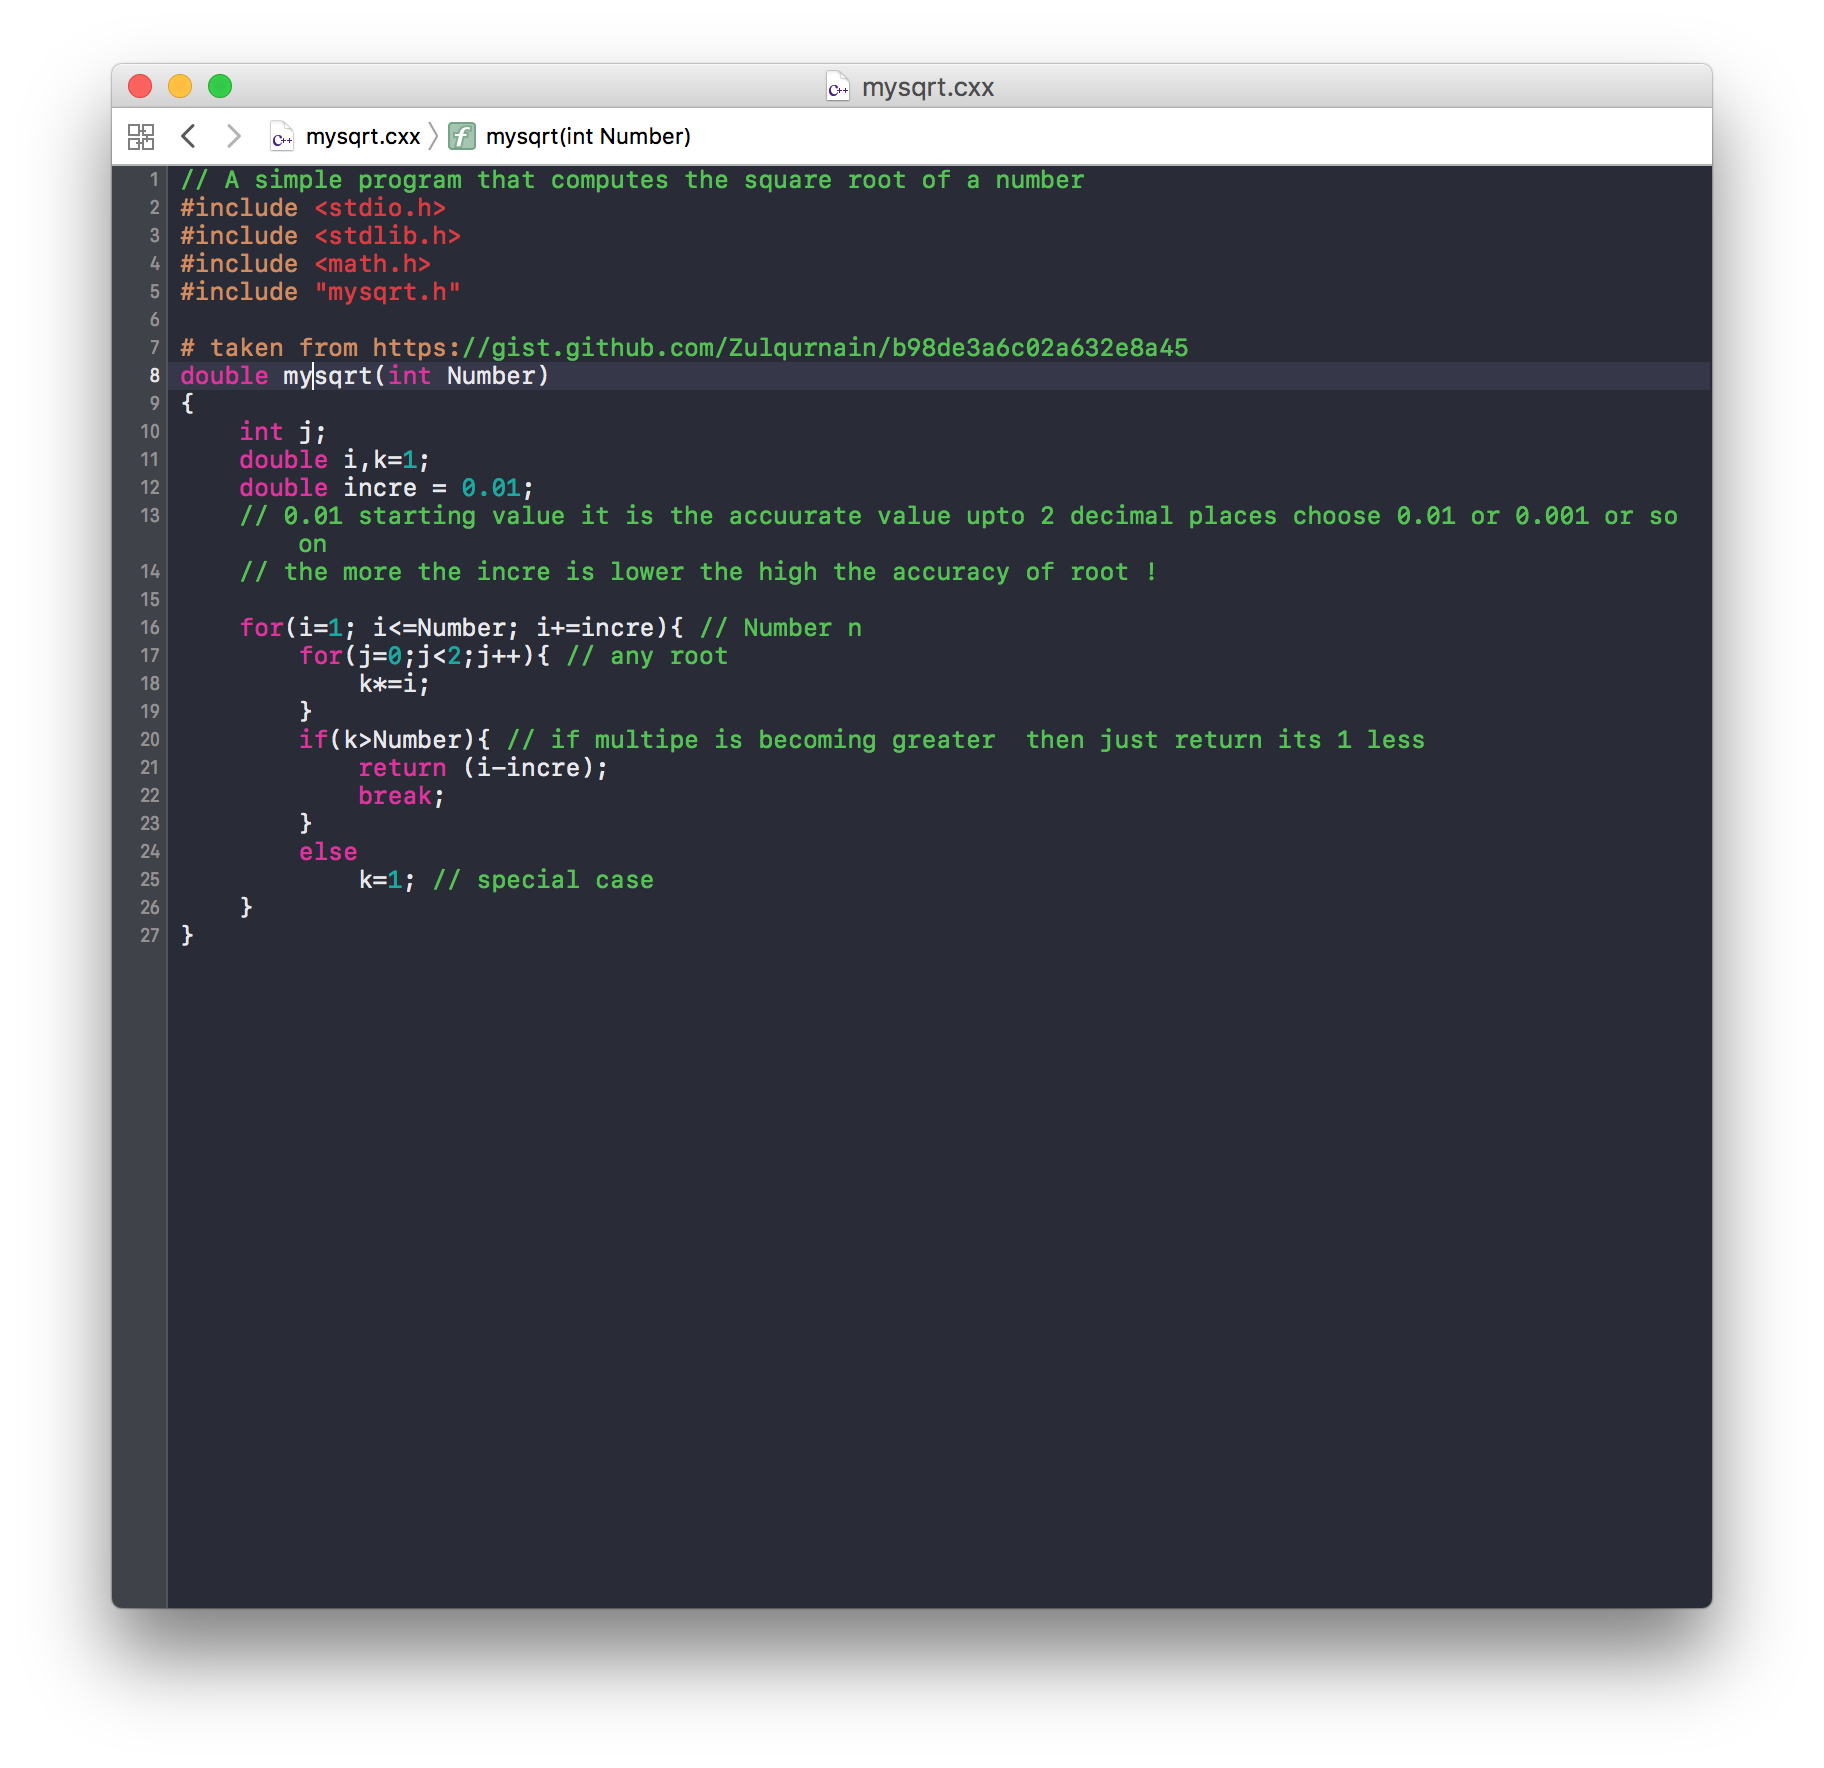 mysqrt.cxx
mysqrt.cxx mysqrt(int Number)
1 // A simple program that computes the square root of a number
2 #include <stdio.h>
3 #include <stdlib.h>
4 #include <math.h>
5 #include "mysqrt.h"
6
7 # taken from https://gist.github.com/Zulqurnain/b98de3a6c02a632e8a45
8 double mysqrt(int Number)
9 {
10     int j;
11     double i,k=1;
12     double incre = 0.01;
13     // 0.01 starting value it is the accuurate value upto 2 decimal places choose 0.01 or 0.001 or so
        on
14     // the more the incre is lower the high the accuracy of root !
15
16     for(i=1; i<=Number; i+=incre){ // Number n
17         for(j=0;j<2;j++){ // any root
18             k*=i;
19         }
20         if(k>Number){ // if multipe is becoming greater  then just return its 1 less
21             return (i-incre);
22             break;
23         }
24         else
25             k=1; // special case
26     }
27 }